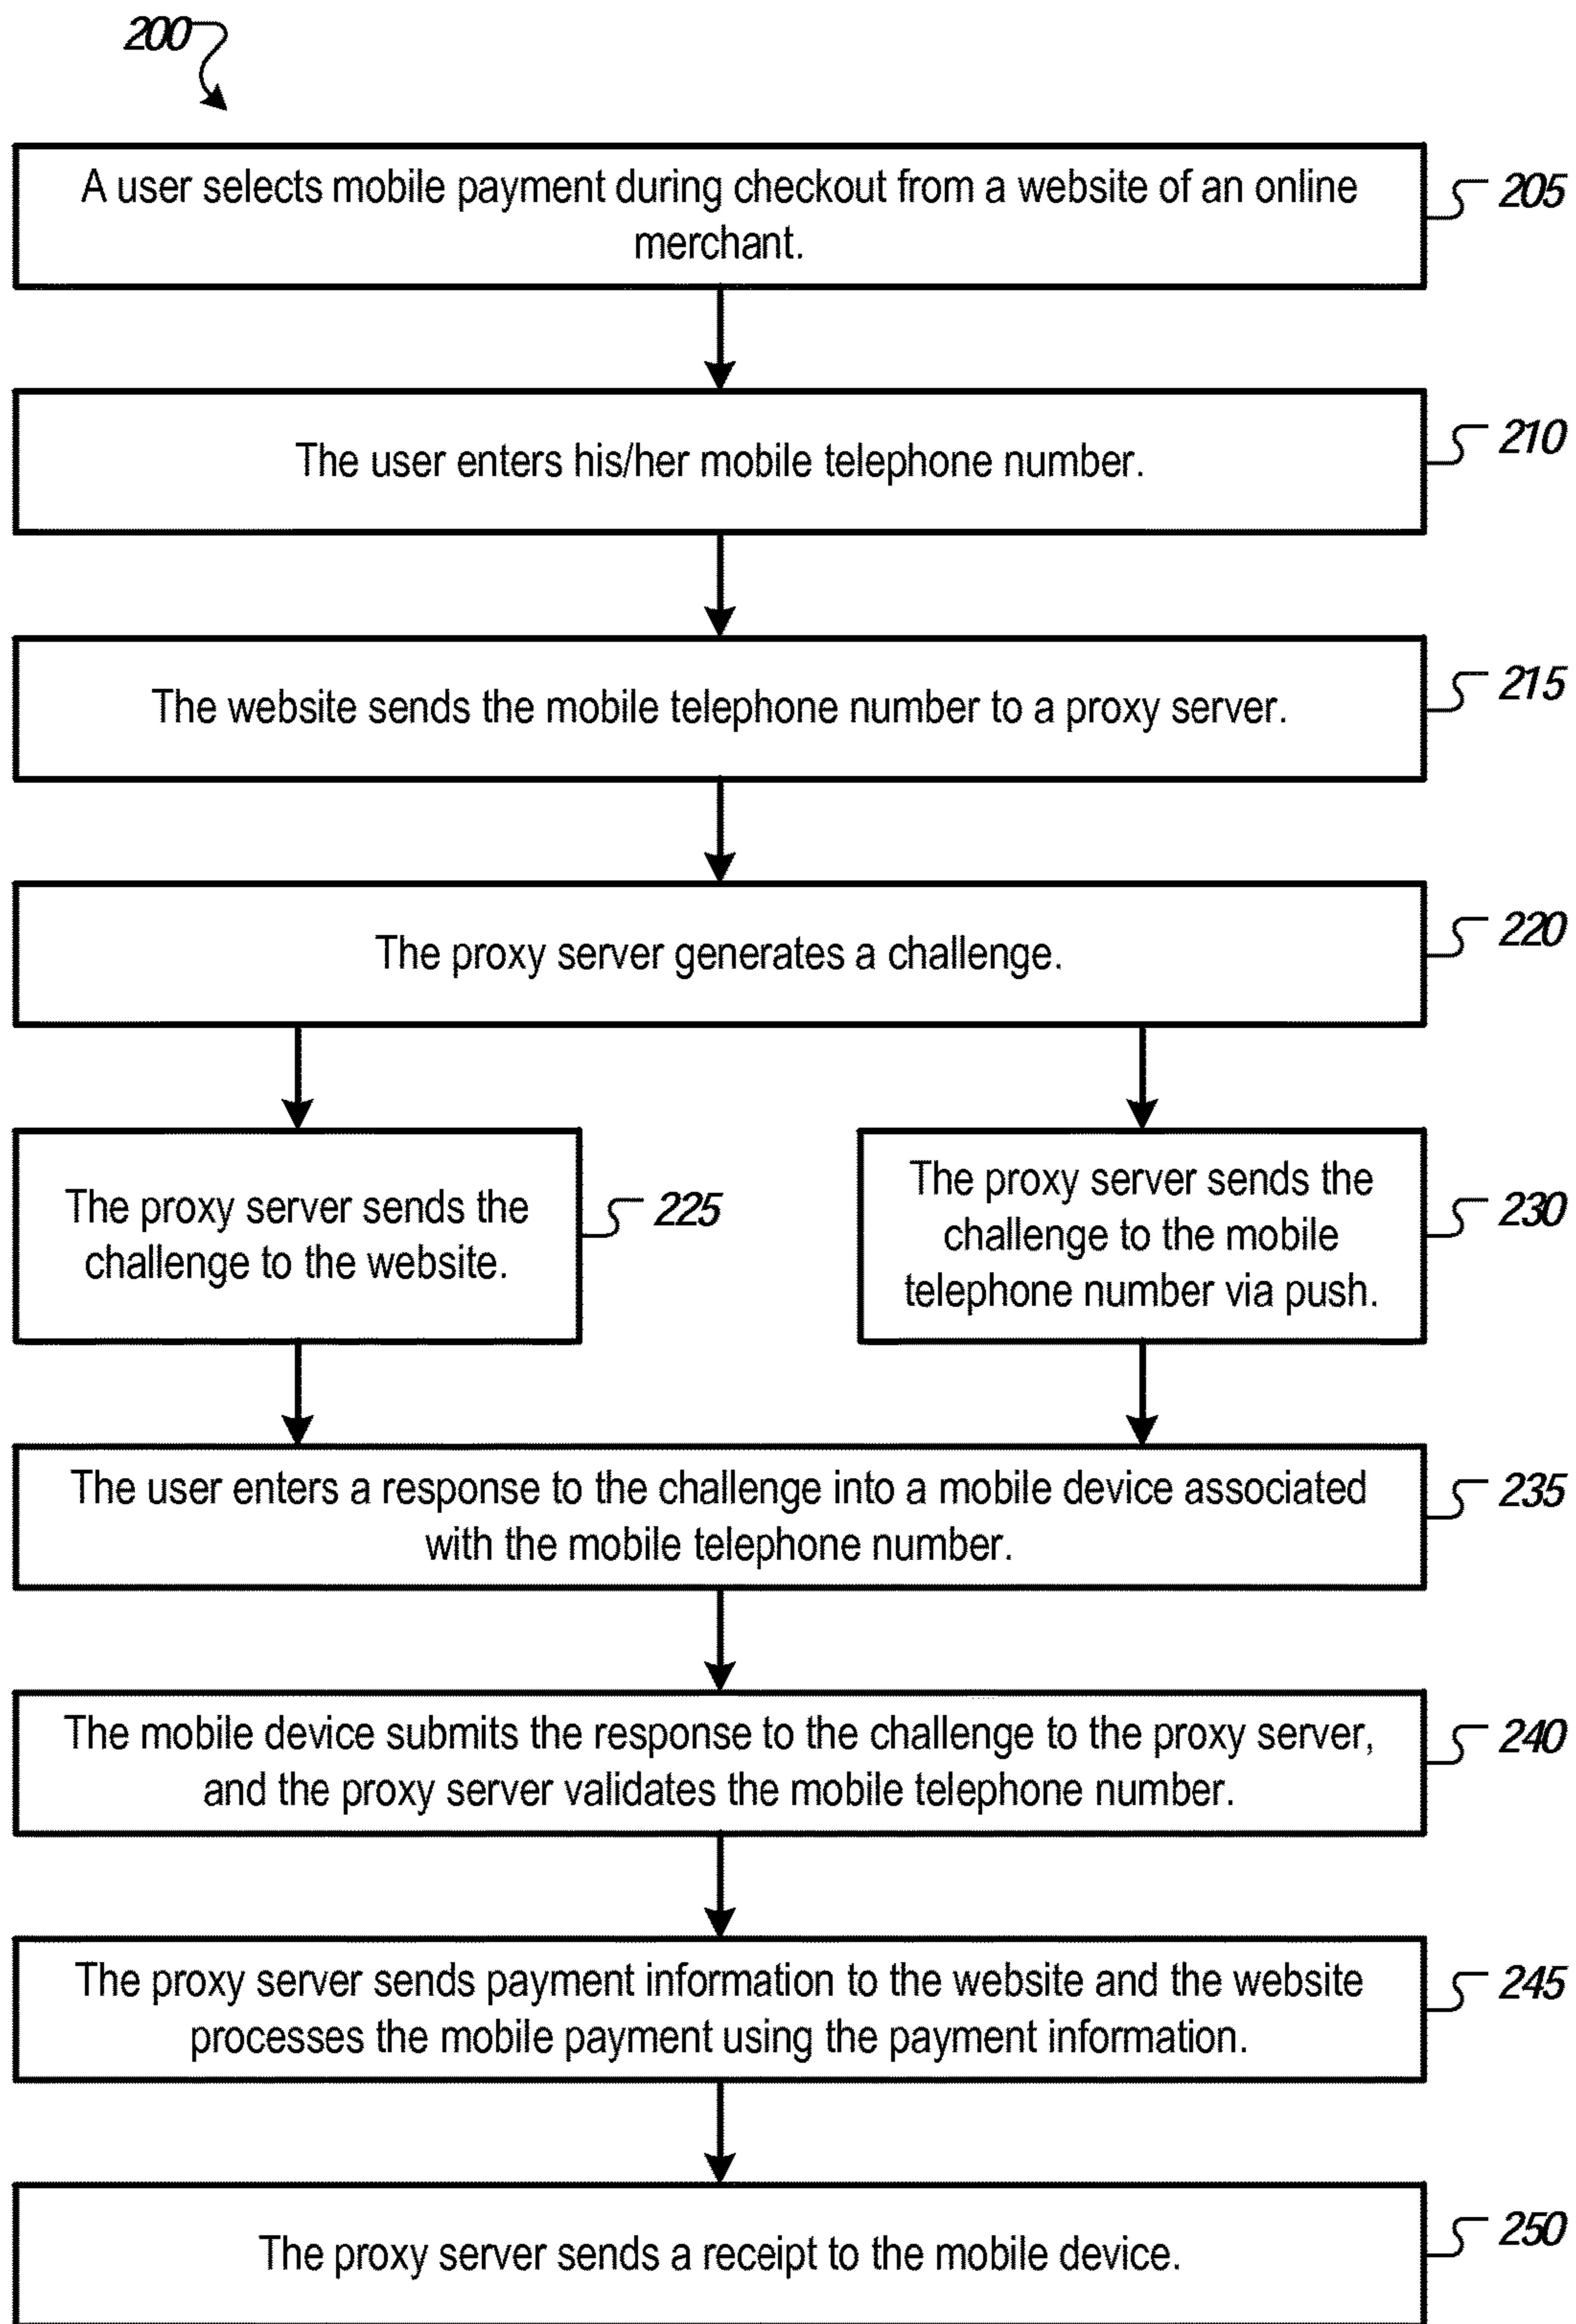 200
A user selects mobile payment during checkout from a website of an online
merchant.
205
The user enters his/her mobile telephone number.
210
The website sends the mobile telephone number to a proxy server.
215
The proxy server generates a challenge.
220
The proxy server sends the
challenge to the website.
225
The proxy server sends the
challenge to the mobile
telephone number via push.
230
The user enters a response to the challenge into a mobile device associated
with the mobile telephone number.
235
The mobile device submits the response to the challenge to the proxy server,
and the proxy server validates the mobile telephone number.
240
The proxy server sends payment information to the website and the website
processes the mobile payment using the payment information.
245
The proxy server sends a receipt to the mobile device.
250